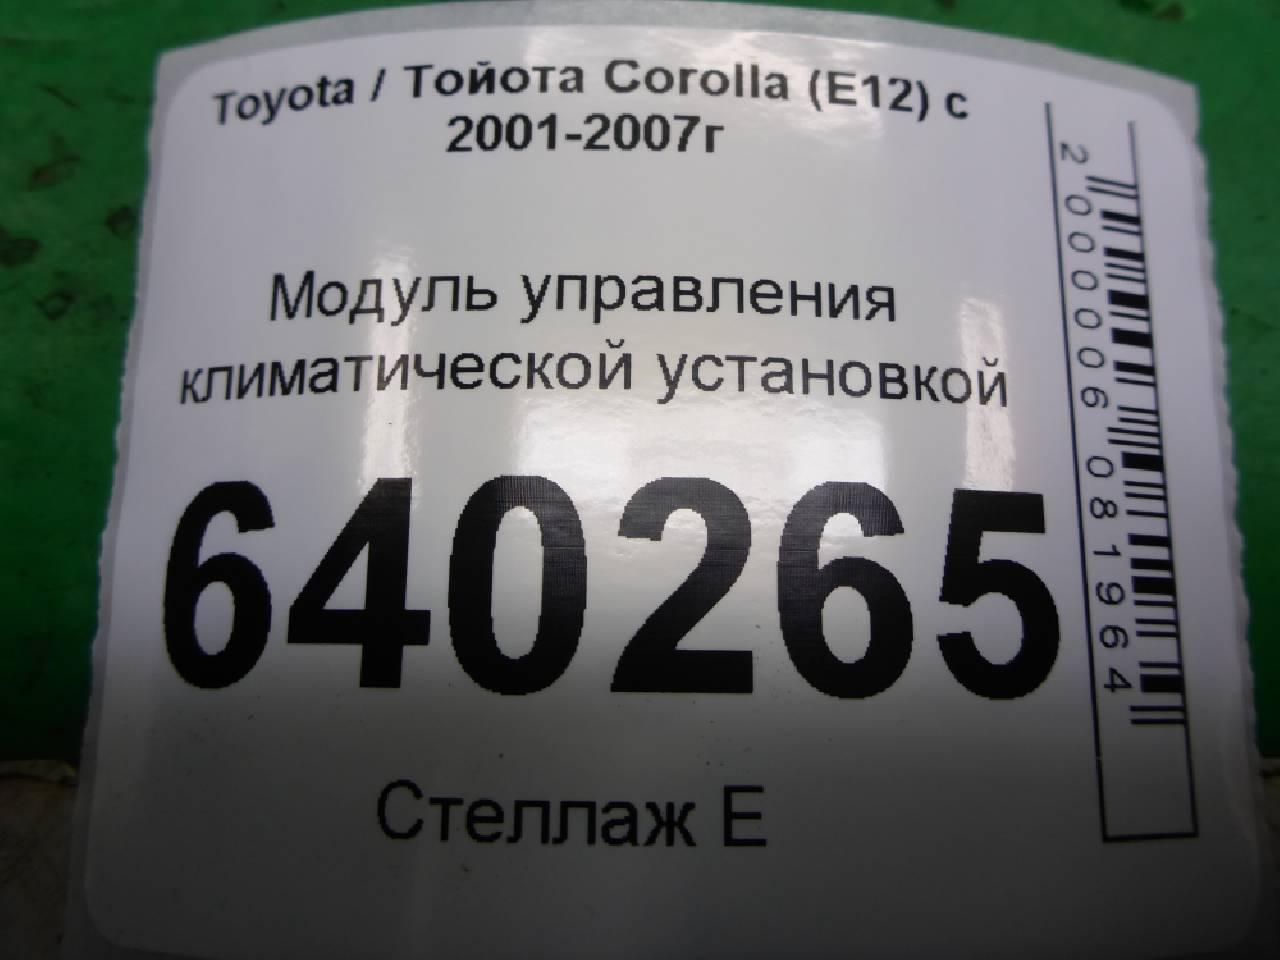 Toyota / Тойота Corolla (E12) с
2001-2007г
Модуль управления
климатической установкой
640265
Стеллаж Е
2000006081964